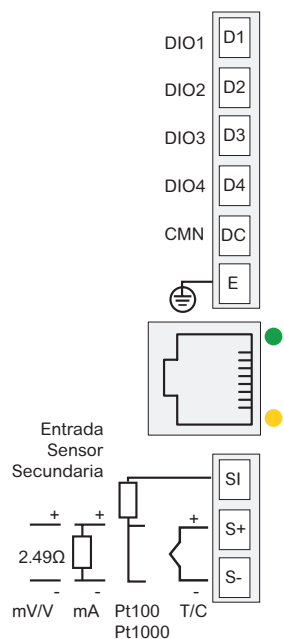 DIO1 D1
DIO2 D2
DIO3 D3
DIO4 D4
CMN DC
E
Entrada
Sensor
Secundaria
SI
+ + + S+
2.49Ω
- - - S-
mV/V mA Pt100 T/C
Pt1000